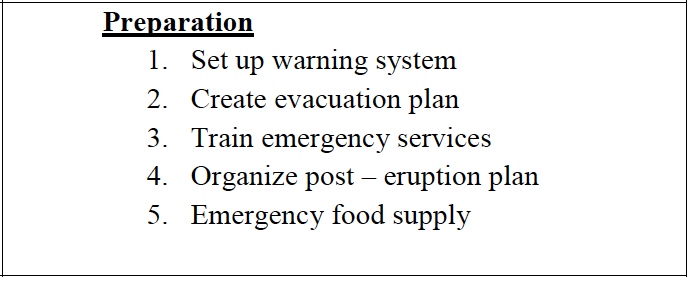 Preparation
1. Set up warning system
2. Create evacuation plan
3. Train emergency services
4. Organize post – eruption plan
5. Emergency food supply